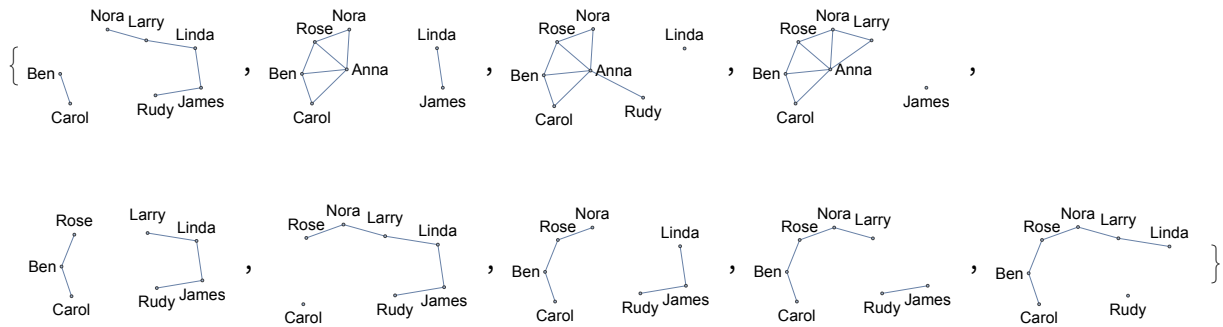 { Nora Larry Linda Ben Carol Rudy James , Nora Rose Ben Anna Carol Linda James , Nora Rose Ben Anna Carol Rudy Linda , Nora Larry Rose Ben Anna Carol James ,
Rose Ben Carol Larry Linda Rudy James , Rose Nora Larry Linda Carol Rudy James , Nora Rose Ben Carol Linda Rudy James , Nora Larry Rose Ben Carol Rudy James , Nora Larry Rose Linda Ben Carol Rudy }